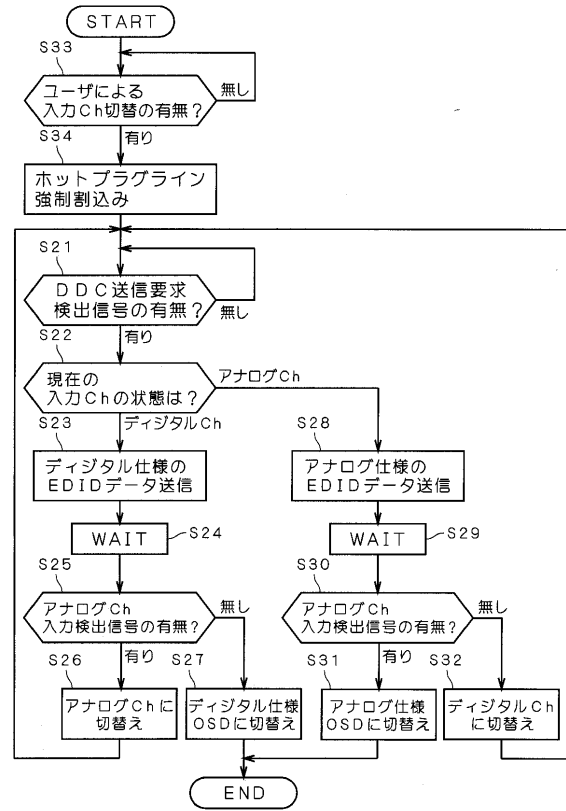 START
S33
ユーザによる
入力Ch切替の有無？
無し
有り
S34
ホットプラグライン
強制割込み
S21
DDC送信要求
検出信号の有無？
無し
有り
S22
現在の
入力Chの状態は？
アナログCh
ディジタルCh
S23
ディジタル仕様の
EDIDデータ送信
S28
アナログ仕様の
EDIDデータ送信
WAIT
S24
WAIT
S29
S25
アナログCh
入力検出信号の有無？
無し
有り
S30
アナログCh
入力検出信号の有無？
無し
有り
S26
アナログChに
切替え
S27
ディジタル仕様
OSDに切替え
S31
アナログ仕様
OSDに切替え
S32
ディジタルCh
に切替え
END